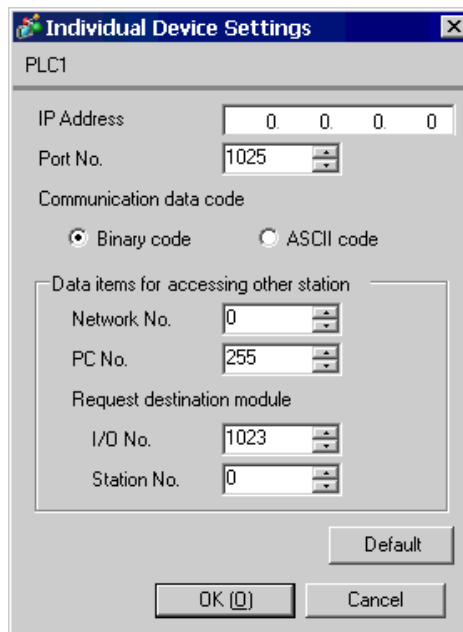 Individual Device Settings
PLC1
IP Address 0. 0. 0. 0
Port No. 1025
Communication data code
Binary code ASCII code
Data items for accessing other station
Network No. 0
PC No. 255
Request destination module
I/O No. 1023
Station No. 0
Default
OK (O) Cancel